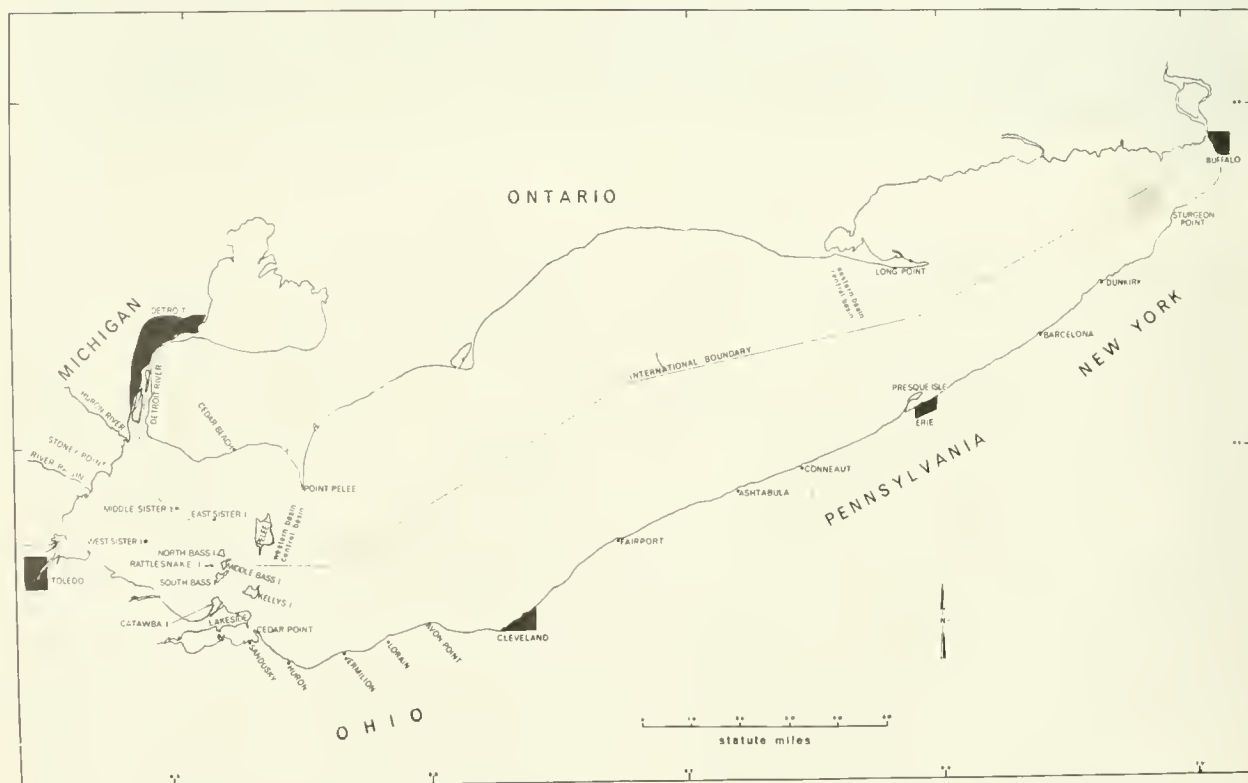 ONTARIO
BUFFALO
STURGEON
POINT
LONG POINT
eastern basin
central basin
DUNKIRK
MICHIGAN
DETROIT
BARCELONA
NEW YORK
INTERNATIONAL BOUNDARY
PRESQUE ISLE
ERIE
HURON RIVER
DETROIT RIVER
CEDAR BEACH
STONEY POINT
POINT PELEE
CONNEAUT
ASHTABULA
PENNSYLVANIA
MIDDLE SISTER I
EAST SISTER I
PELEE
western basin
central basin
WEST SISTER I
FAIRPORT
NORTH BASS I
RATTLESNAKE I
MIDDLE BASS I
SOUTH BASS I
TOLEDO
KELLYS I
CATAWBA I
LAKESIDE
CEDAR POINT
AVON POINT
CLEVELAND
SANDUSKY
HURON
VERMILION
LORAIN
N
OHIO
statute miles